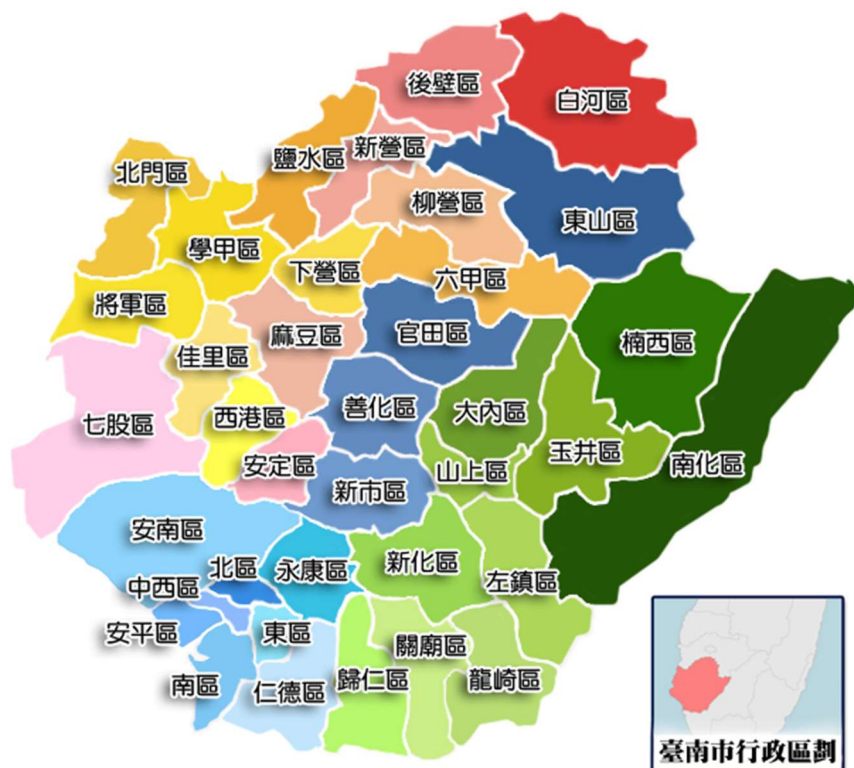 後壁區
白河區
新營區
鹽水區
北門區
柳營區
東山區
學甲區
下營區
六甲區
將軍區
官田區
麻豆區
楠西區
佳里區
善化區
大內區
西港區
七股區
玉井區
安定區
山上區
南化區
新市區
安南區
新化區
北區
永康區
左鎮區
中西區
安平區
東區
關廟區
南區
仁德區
歸仁區
龍崎區
臺南市行政區劃